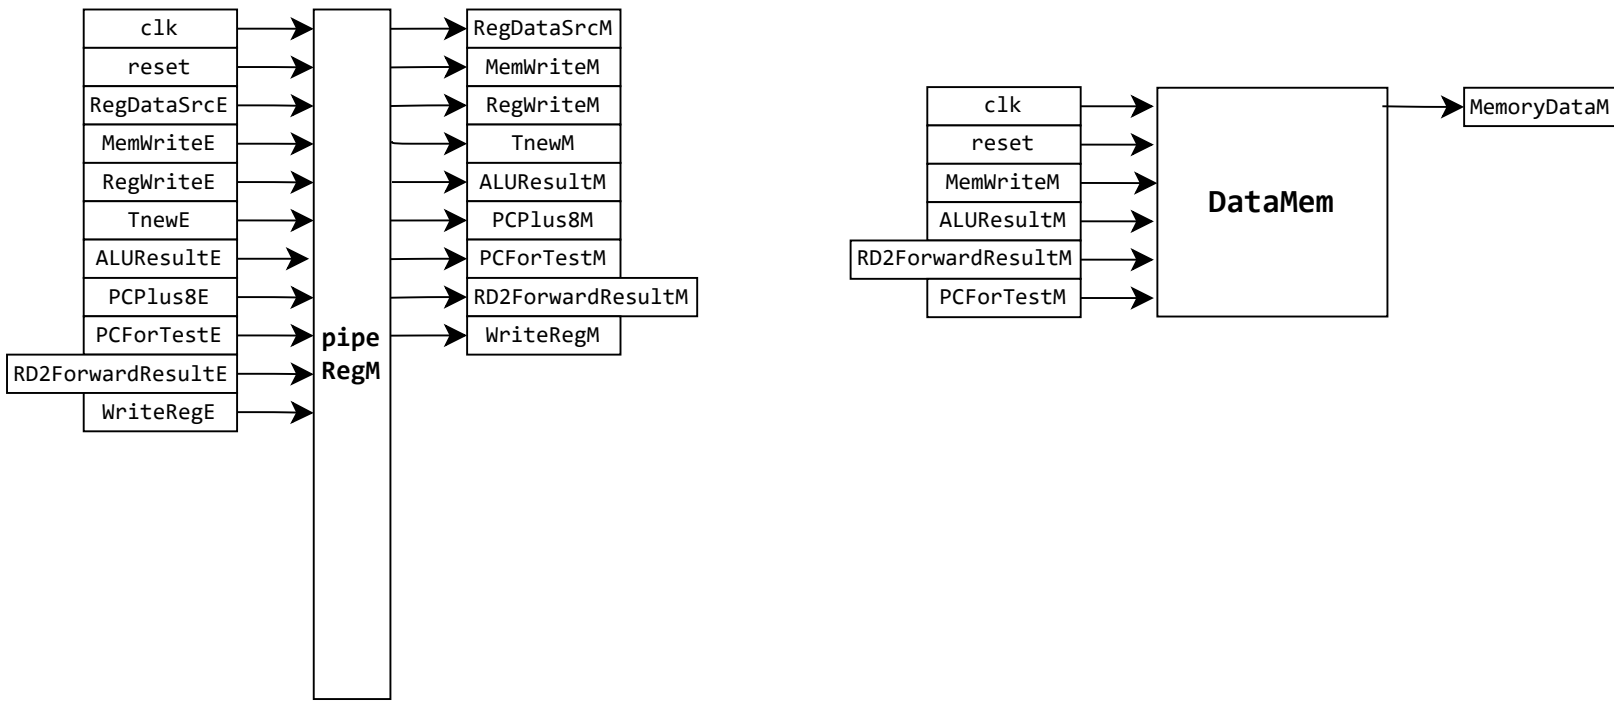 clk
reset
RegDataSrcE
MemWriteE
RegWriteE
TnewE
ALUResultE
PCPlus8E
PCForTestE
RD2ForwardResultE
WriteRegE
pipe
RegM
RegDataSrcM
MemWriteM
RegWriteM
TnewM
ALUResultM
PCPlus8M
PCForTestM
RD2ForwardResultM
WriteRegM
clk
reset
MemWriteM
ALUResultM
RD2ForwardResultM
PCForTestM
DataMem
MemoryDataM